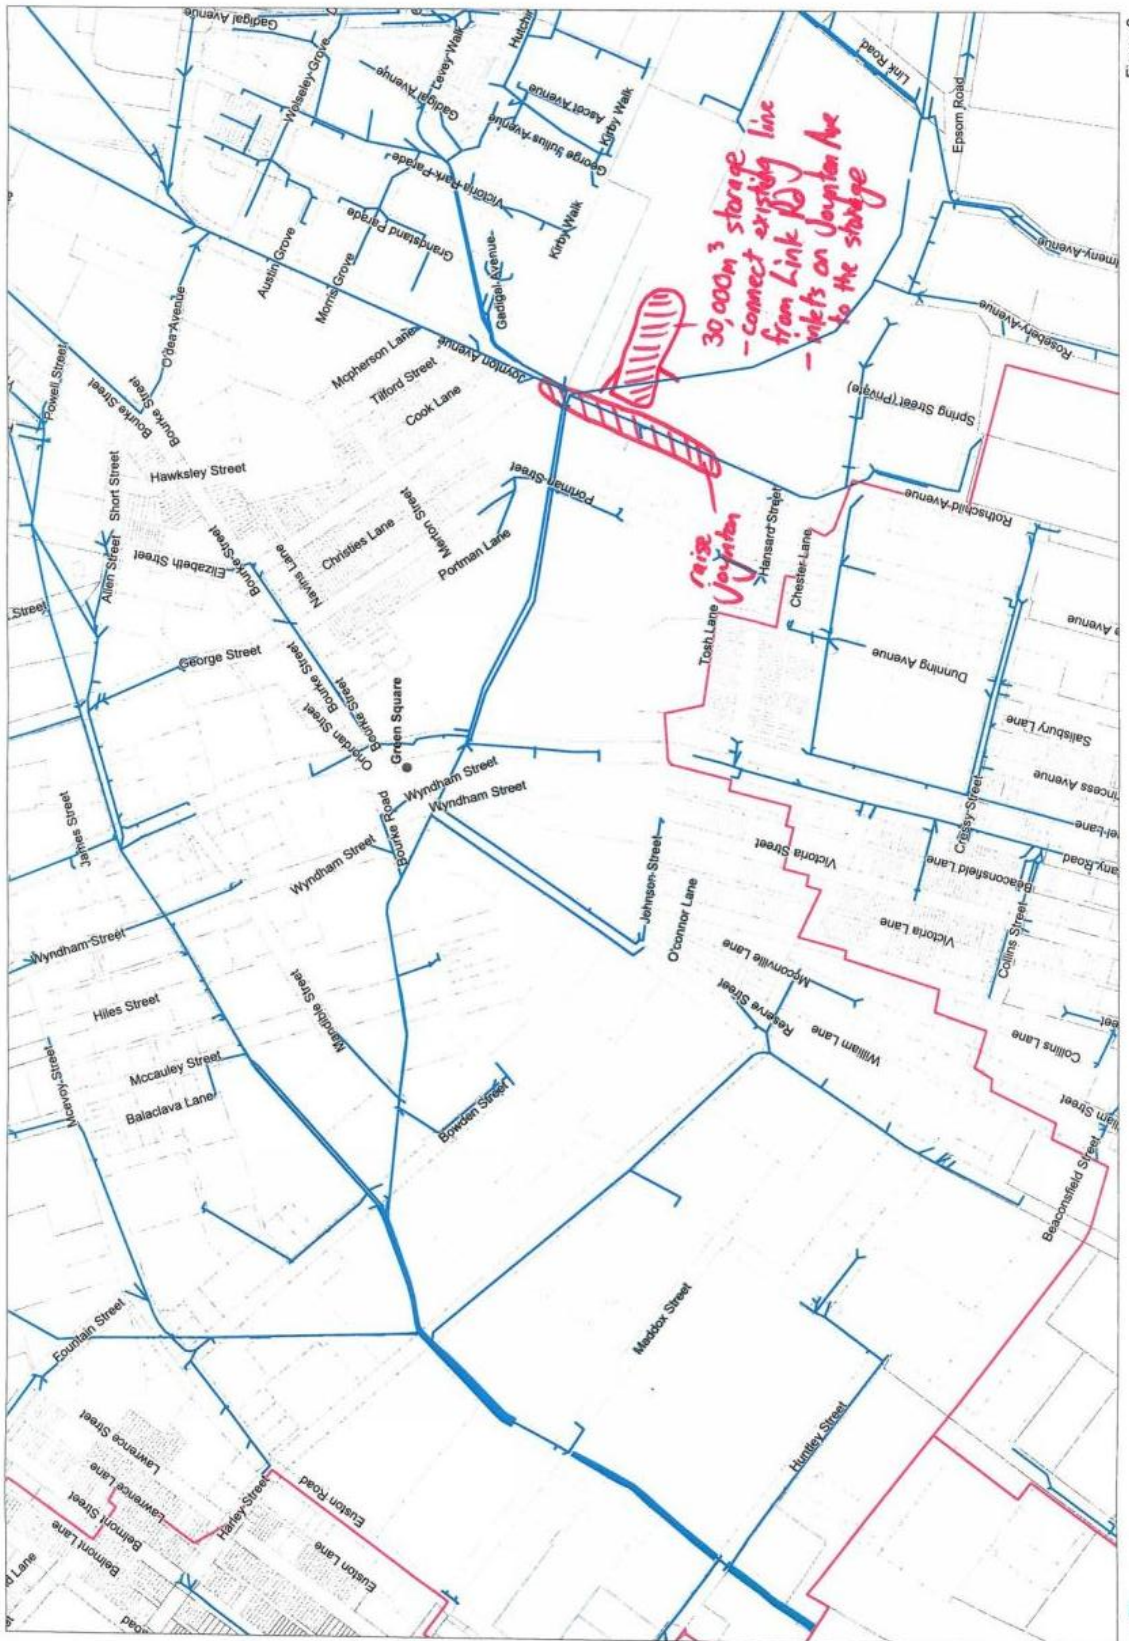 Gadigal Avenue
Wolseley Grove
Gadigal Avenue
Levey Walk
Link Road
Epsom Road
Ascot Avenue
Kirby Walk
George Julius Avenue
Victoria Park Parade
Grandstand Parade
Kirby Walk
Gadigal Avenue
Austin Grove
Morris Grove
O'dea Avenue
Powell Street
Bourke Street
Bourke Street
Mcpherson Lane
Tilford Street
Cook Lane
Joynton Avenue
30,000m³ storage
- connect existing line
from Link Rd
- inlets on Joynton Ave
to the storage
Rosebery Avenue
Spring Street (Private)
Rothschild Avenue
Hawksley Street
Short Street
Allen Street
Elizabeth Street
Bourke Street
Navins Lane
Christies Lane
Merton Street
Portman Lane
Portman Street
raise
joynton
Hansard Street
Chester Lane
Tosh Lane
Dunning Avenue
Street
George Street
Bourke Street
Bourke Street
Green Square
Salisbury Lane
Cressy Street
James Street
Wyndham Street
Wyndham Street
Bourke Road
Wyndham Street
Johnson Street
O'connor Lane
Victoria Street
Beaconsfield Lane
Victoria Lane
Collins Street
Wyndham Street
Hiles Street
Mandible Street
Mcevoy Street
Mccauley Street
Balaclava Lane
Bowden Street
Mcconville Lane
Reserve Street
William Lane
Collins Lane
Beaconsfield Street
Fountain Street
Maddox Street
Huntley Street
Lawrence Street
Lawrence Lane
Belmont Street
Belmont Lane
Harley Street
Euston Road
Euston Lane